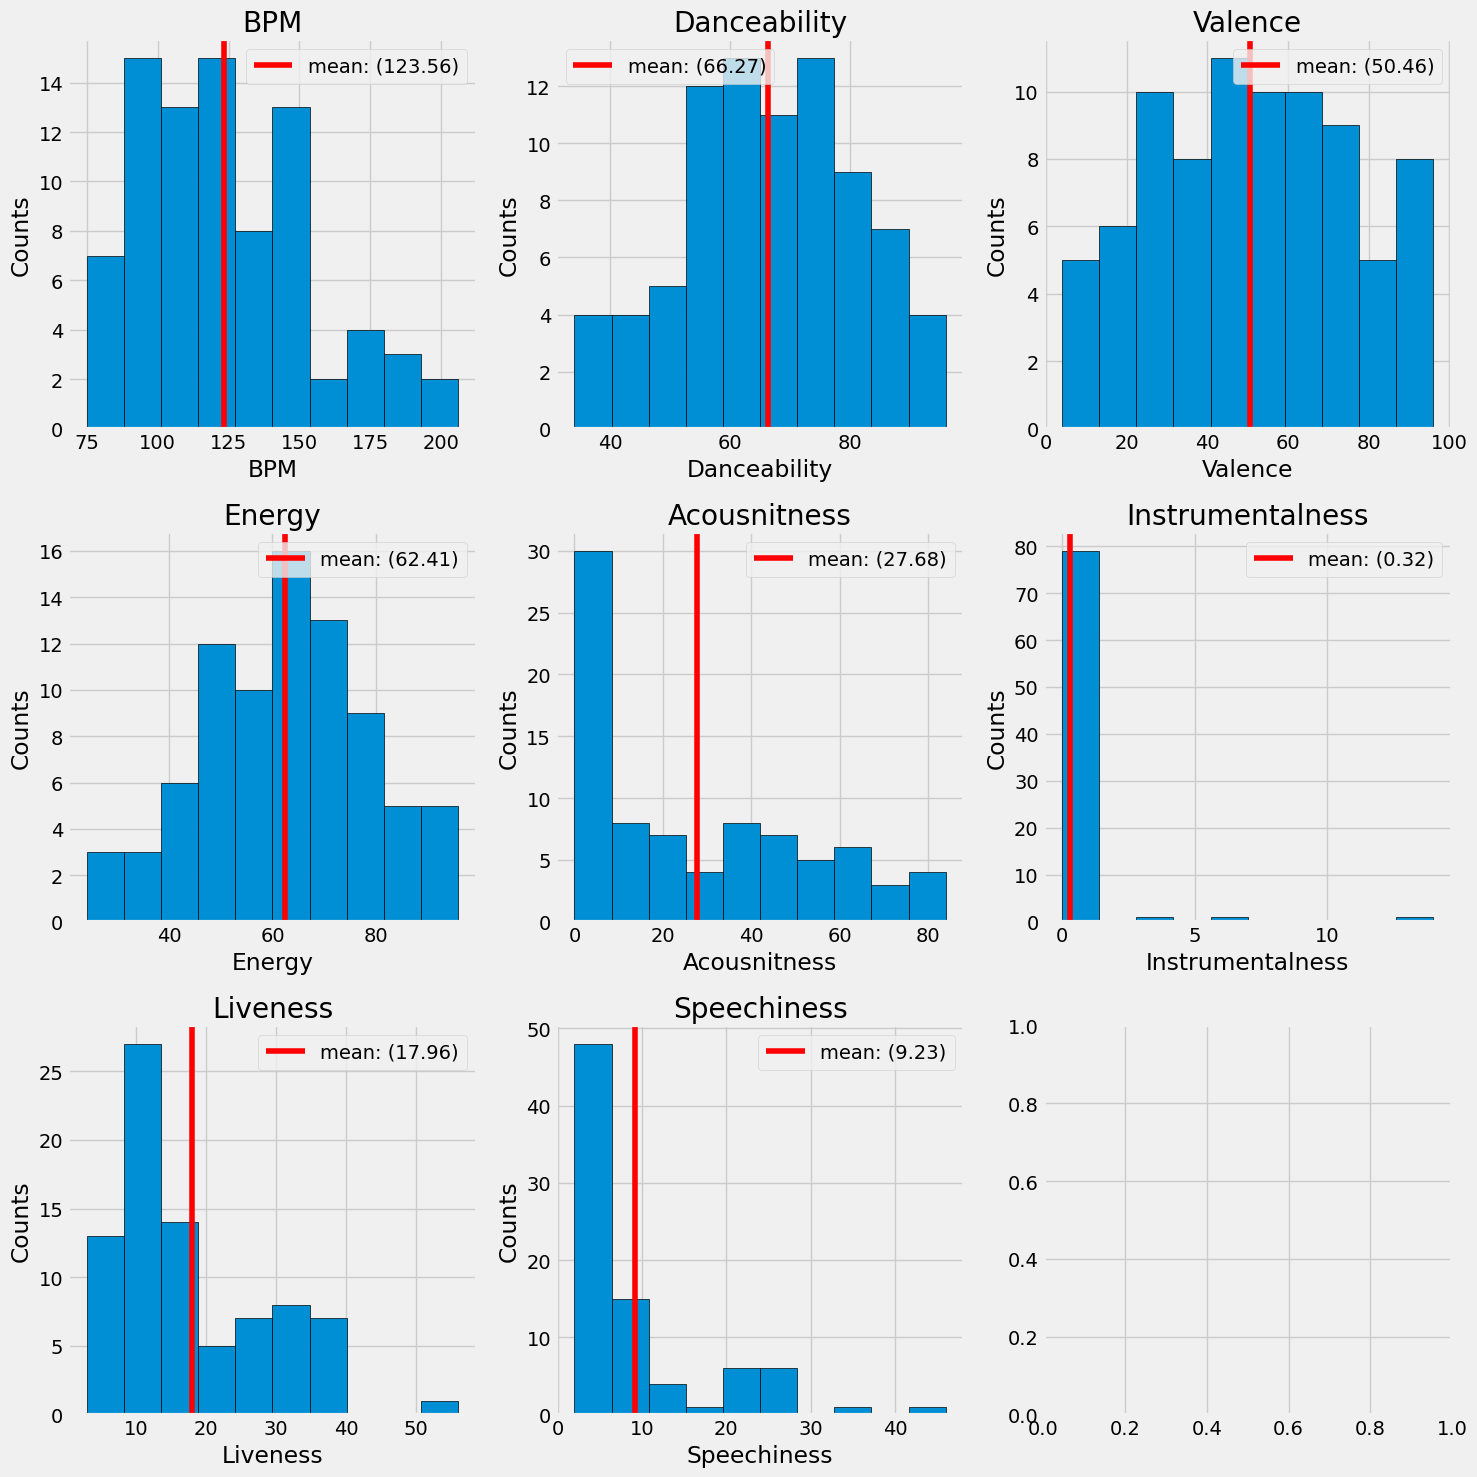 BPM
mean: (123.56)
Counts
14
12
10
8
6
4
2
0
75 100 125 150 175 200
BPM
Danceability
mean: (66.27)
Counts
12
10
8
6
4
2
0
40 60 80
Danceability
Valence
mean: (50.46)
Counts
10
8
6
4
2
0
0 20 40 60 80 100
Valence
Energy
mean: (62.41)
Counts
16
14
12
10
8
6
4
2
0
40 60 80
Energy
Acousnitness
mean: (27.68)
Counts
30
25
20
15
10
5
0
0 20 40 60 80
Acousnitness
Instrumentalness
mean: (0.32)
Counts
80
70
60
50
40
30
20
10
0
0 5 10
Instrumentalness
Liveness
mean: (17.96)
Counts
25
20
15
10
5
0
10 20 30 40 50
Liveness
Speechiness
mean: (9.23)
Counts
50
40
30
20
10
0
0 10 20 30 40
Speechiness
1.0
0.8
0.6
0.4
0.2
0.0
0.0 0.2 0.4 0.6 0.8 1.0